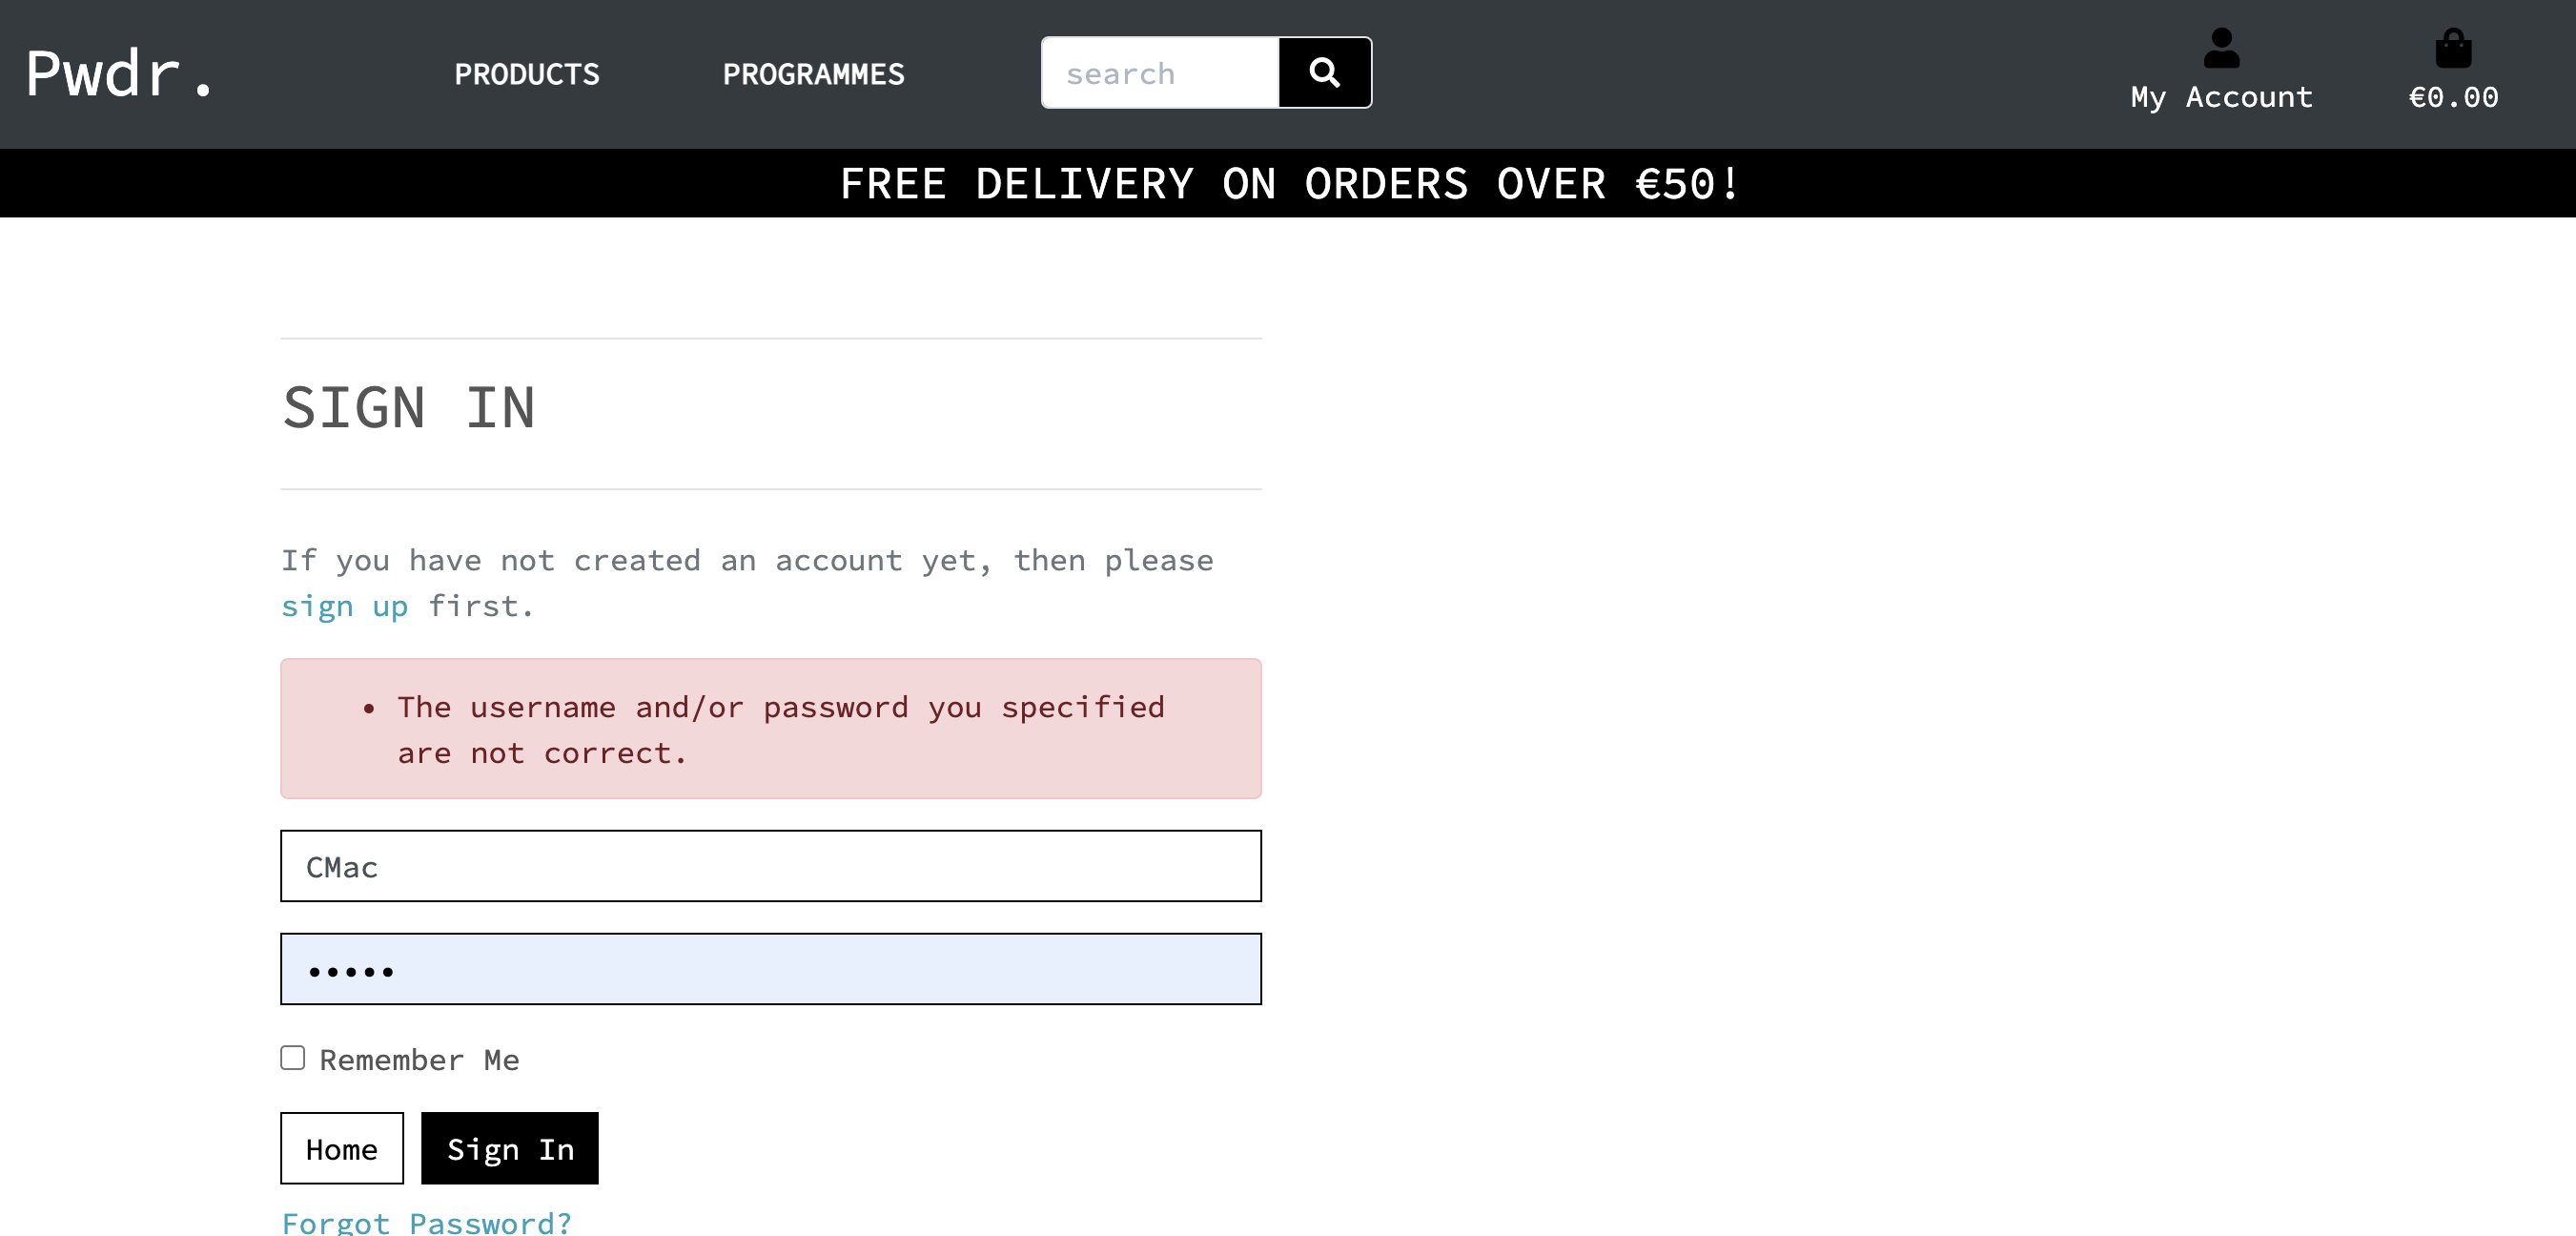 Pwdr.
PRODUCTS
PROGRAMMES
search
My Account
€0.00
FREE DELIVERY ON ORDERS OVER €50!
SIGN IN
If you have not created an account yet, then please
sign up first.
• The username and/or password you specified
are not correct.
CMac
•••••
Remember Me
Home
Sign In
Forgot Password?